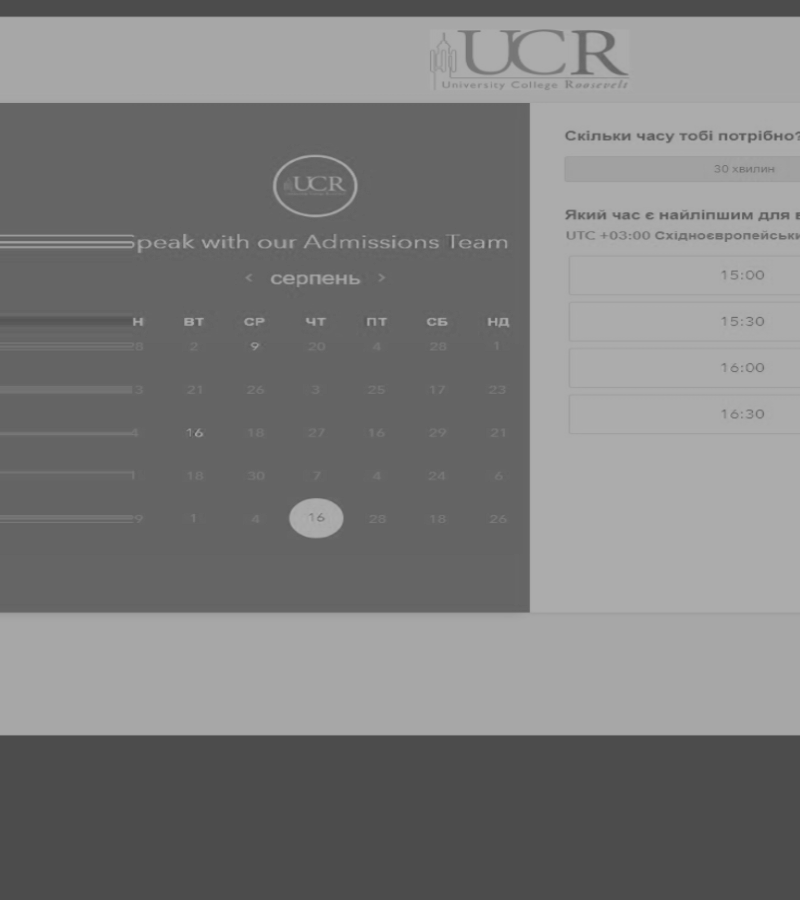 UCR
University College Roosevelt
UCR
Speak with our Admissions Team
< серпень >
Н ВТ СР ЧТ ПТ СБ НД
28 2 9 20 4 28 1
3 21 26 3 25 17 23
4 16 18 27 16 29 21
1 18 30 7 4 24 6
9 1 4 16 28 18 26
Скільки часу тобі потрібно?
30 хвилин
Який час є найліпшим для в
UTC +03:00 Східноєвропейськи
15:00
15:30
16:00
16:30